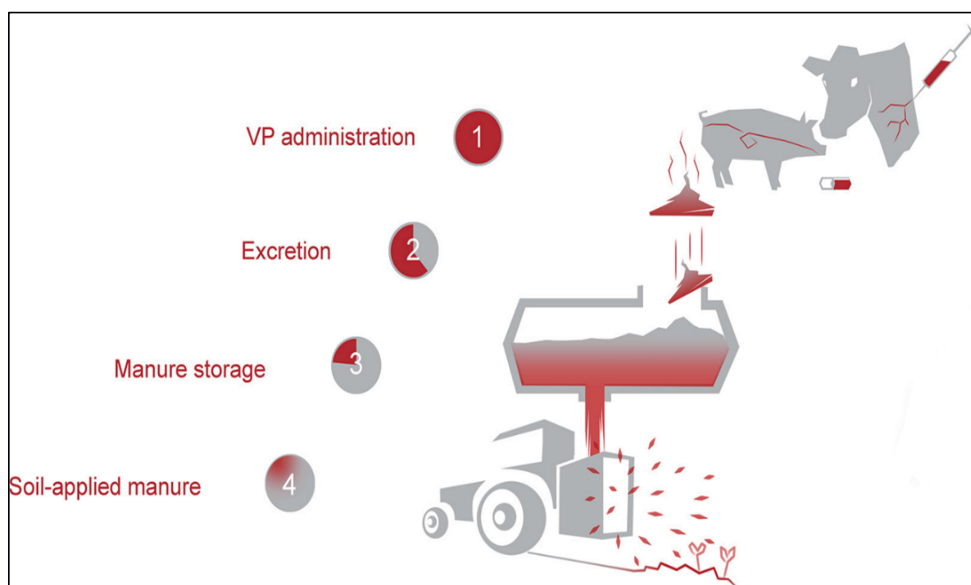 VP administration
1
Excretion
2
Manure storage
3
Soil-applied manure
4